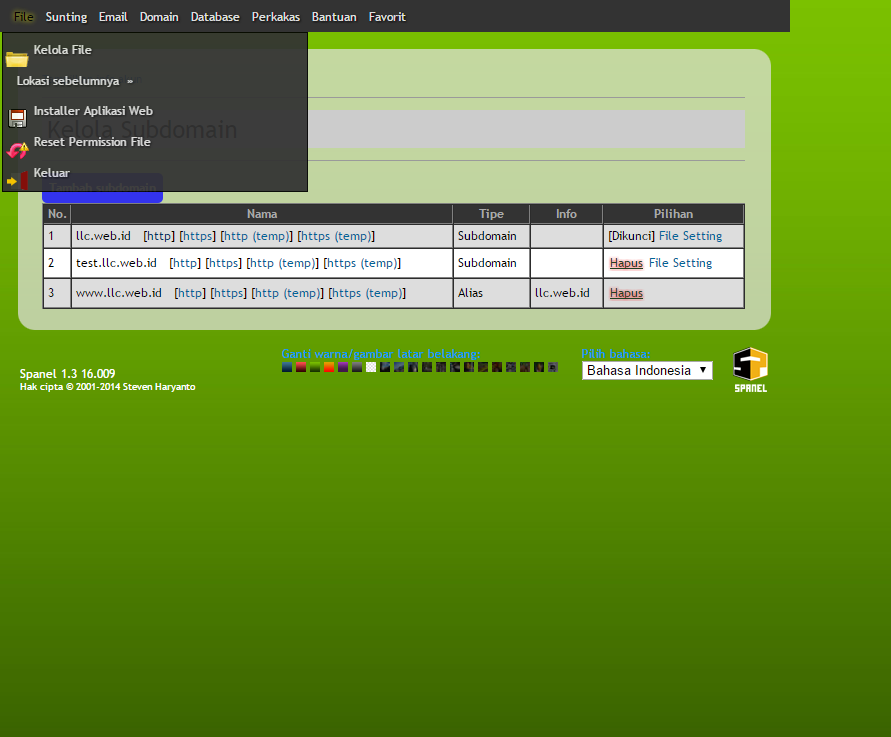 File Sunting Email Domain Database Perkakas Bantuan Favorit
Kelola File
Lokasi sebelumnya »
Installer Aplikasi Web
Kelola Subdomain
Reset Permission File
Keluar
Tambah subdomain
No. Nama Tipe Info Pilihan
1 llc.web.id [http] [https] [http (temp)] [https (temp)] Subdomain [Dikunci] File Setting
2 test.llc.web.id [http] [https] [http (temp)] [https (temp)] Subdomain Hapus File Setting
3 www.llc.web.id [http] [https] [http (temp)] [https (temp)] Alias llc.web.id Hapus
Ganti warna/gambar latar belakang:
Pilih bahasa:
Bahasa Indonesia
Spanel 1.3 16.009
Hak cipta © 2001-2014 Steven Haryanto
SPANEL